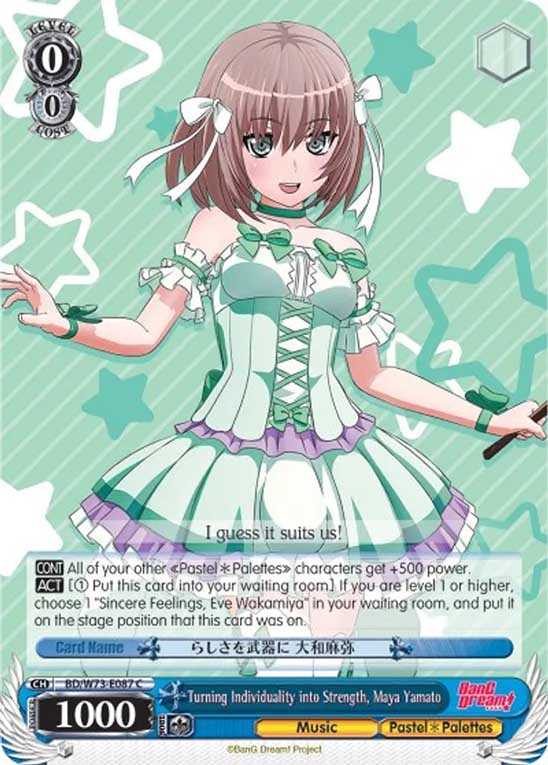 LEVEL
0
0
COST
I guess it suits us!
CONT All of your other «Pastel＊Palettes» characters get +500 power.
ACT [① Put this card into your waiting room] If you are level 1 or higher,
choose 1 "Sincere Feelings, Eve Wakamiya" in your waiting room, and put it
on the stage position that this card was on.
Card Name らしさを武器に 大和麻弥
CH BD/W73-E087 C
Turning Individuality into Strength, Maya Yamato
BanG Dream!
POWER 1000 SOUL
Music Pastel＊Palettes
©BanG Dream! Project